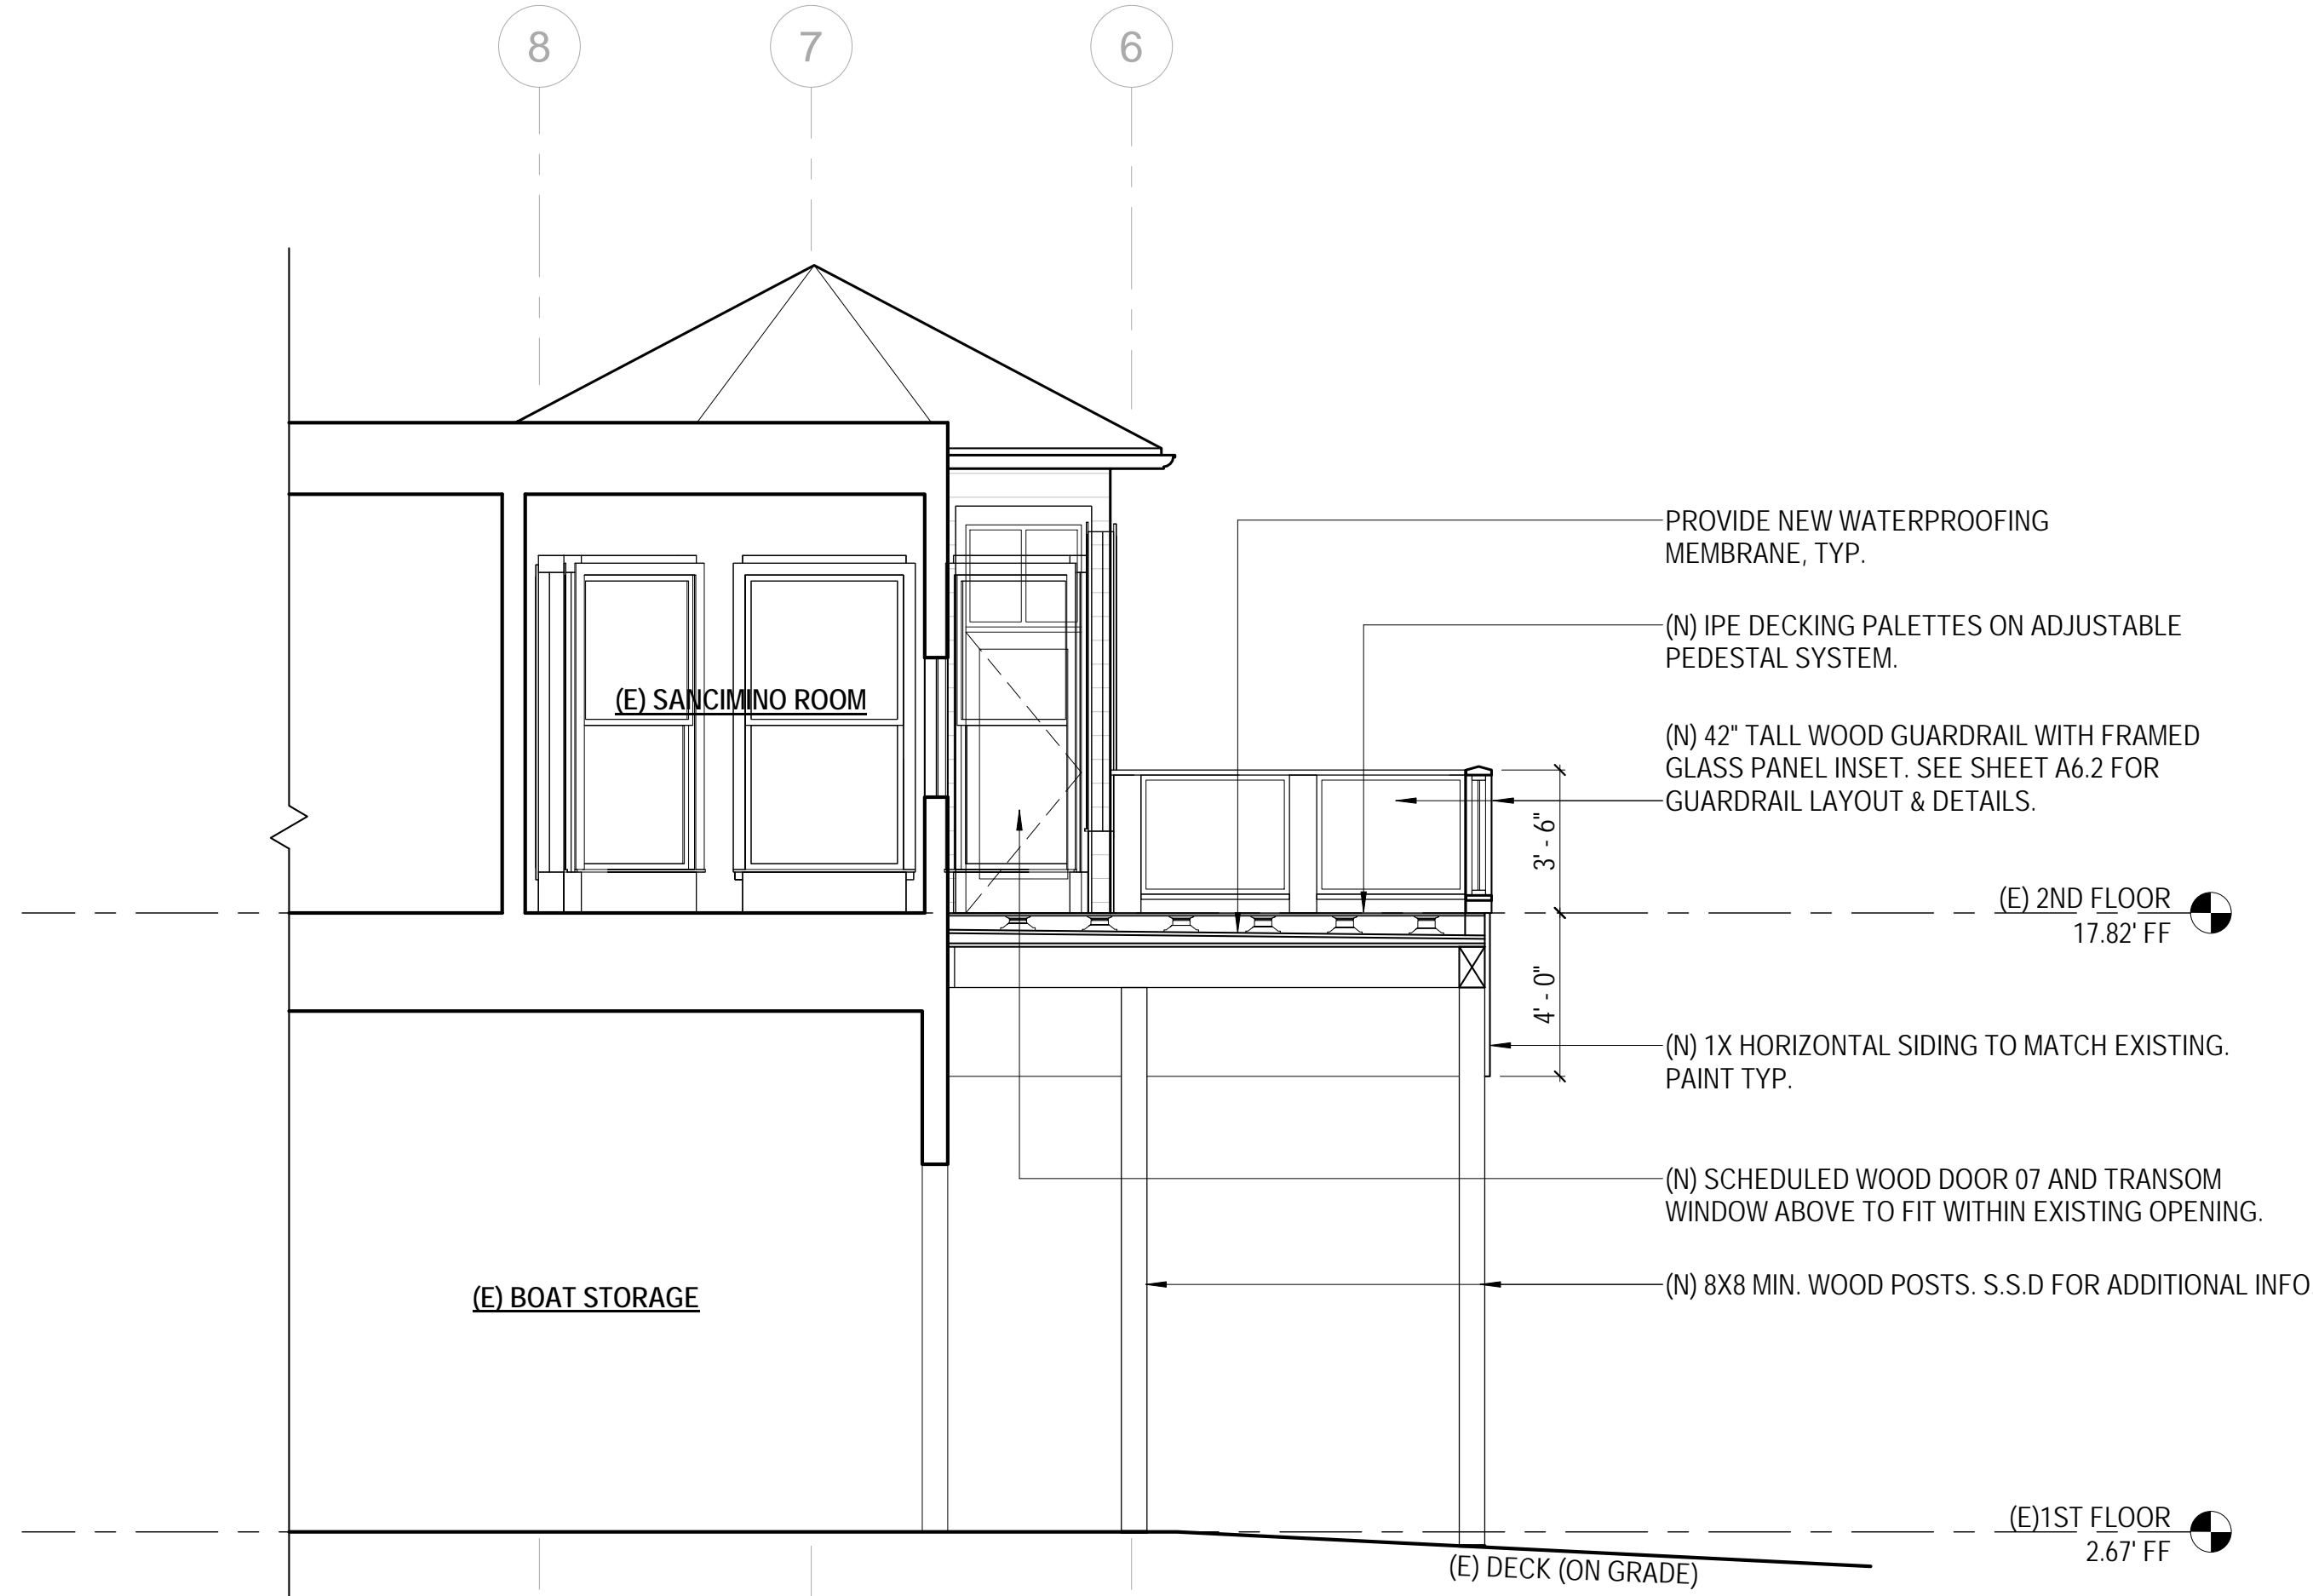 8
7
6
PROVIDE NEW WATERPROOFING
MEMBRANE, TYP.
(N) IPE DECKING PALETTES ON ADJUSTABLE
PEDESTAL SYSTEM.
(E) SANCIMINO ROOM
(N) 42" TALL WOOD GUARDRAIL WITH FRAMED
GLASS PANEL INSET. SEE SHEET A6.2 FOR
GUARDRAIL LAYOUT & DETAILS.
3' - 6"
(E) 2ND FLOOR
17.82' FF
4' - 0"
(N) 1X HORIZONTAL SIDING TO MATCH EXISTING.
PAINT TYP.
(N) SCHEDULED WOOD DOOR 07 AND TRANSOM
WINDOW ABOVE TO FIT WITHIN EXISTING OPENING.
(N) 8X8 MIN. WOOD POSTS. S.S.D FOR ADDITIONAL INFO.
(E) BOAT STORAGE
(E)1ST FLOOR
2.67' FF
(E) DECK (ON GRADE)